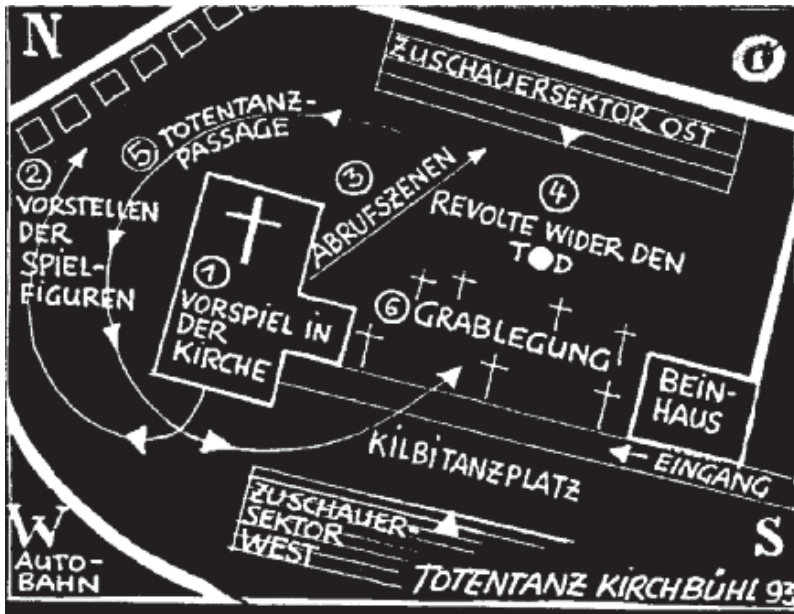 N
O
ZUSCHAUERSEKTOR OST
⑤ TOTENTANZ-
PASSAGE
② 
VORSTELLEN
DER
SPIEL-
FIGUREN
③
ABRUFSZENEN
④
REVOLTE WIDER DEN
TOD
①
VORSPIEL IN
DER
KIRCHE
⑥ GRABLEGUNG
BEIN-
HAUS
EINGANG
KILBITANZPLATZ
ZUSCHAUER-
SEKTOR
WEST
W
AUTO-
BAHN
S
TOTENTANZ KIRCHBÜHL 93